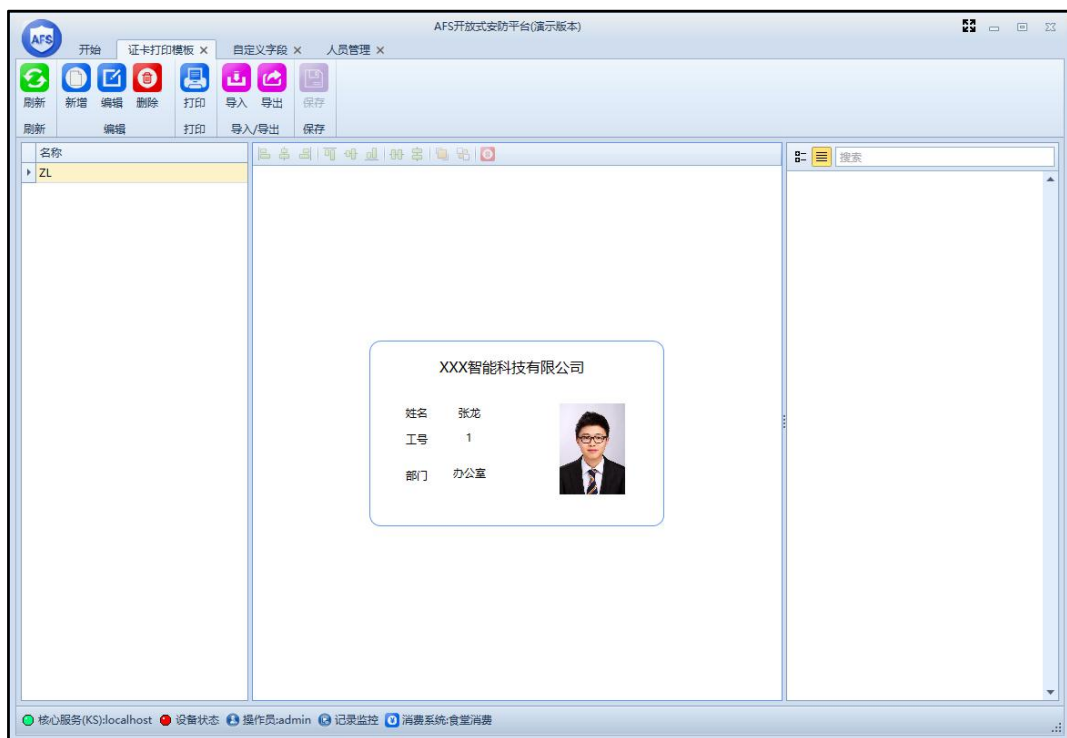 AFS开放式安防平台(演示版本)
AFS
开始 证卡打印模板 自定义字段 人员管理
刷新 新增 编辑 删除 打印 导入 导出 保存
刷新 编辑 打印 导入/导出 保存
名称
搜索
ZL
XXX智能科技有限公司
姓名 张龙
工号 1
部门 办公室
核心服务(KS):localhost 设备状态 操作员:admin 记录监控 消费系统:食堂消费